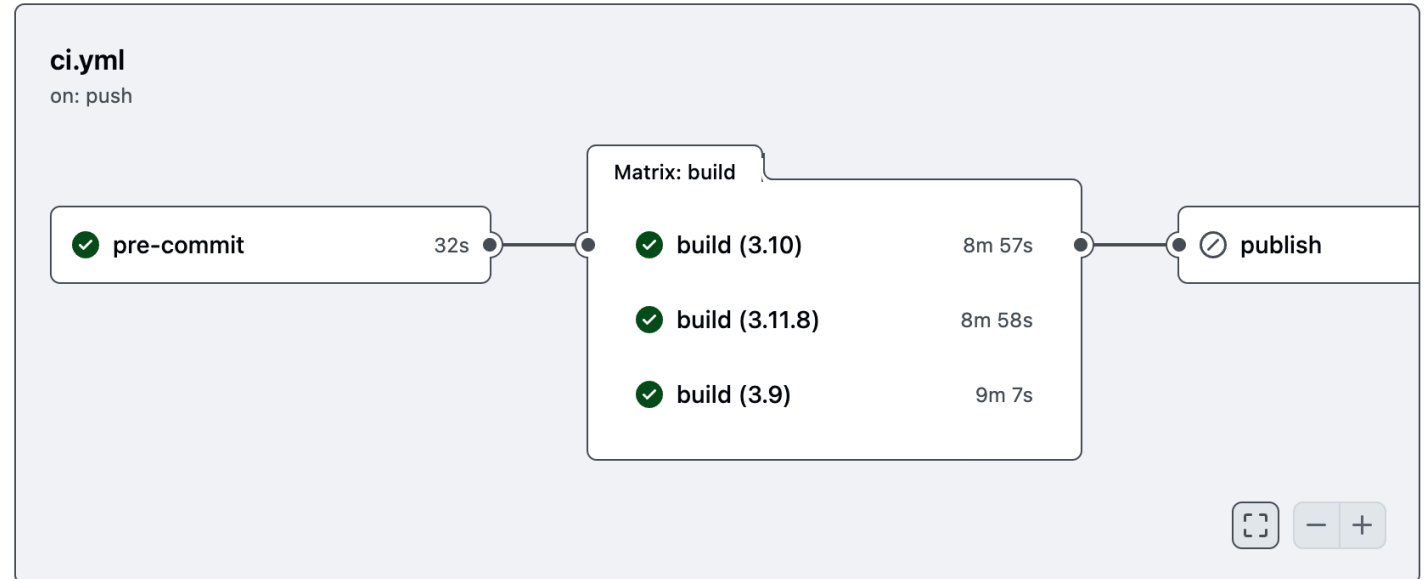 ci.yml
on: push
Matrix: build
pre-commit 32s
build (3.10) 8m 57s
publish
build (3.11.8) 8m 58s
build (3.9) 9m 7s